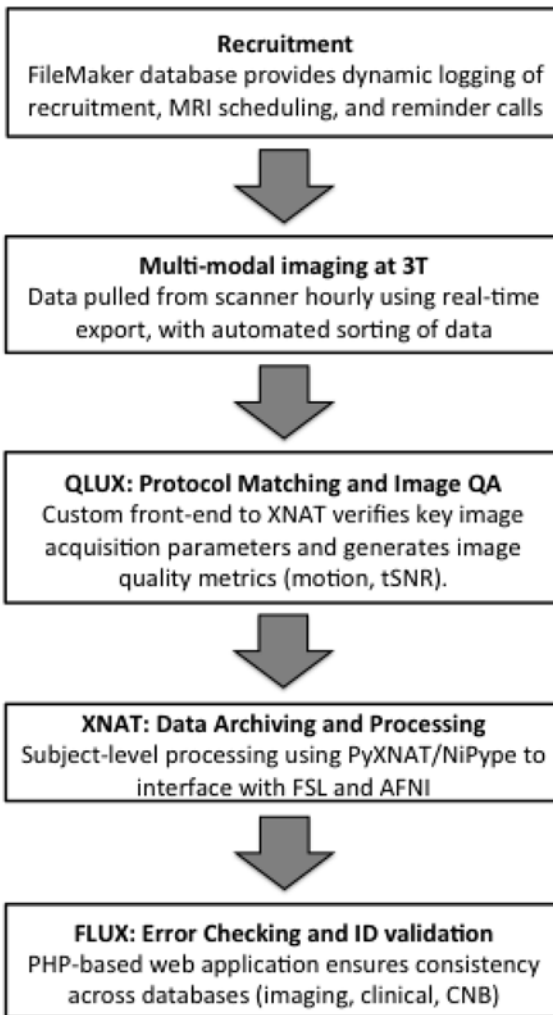 Recruitment
FileMaker database provides dynamic logging of
recruitment, MRI scheduling, and reminder calls
Multi-modal imaging at 3T
Data pulled from scanner hourly using real-time
export, with automated sorting of data
QLUX: Protocol Matching and Image QA
Custom front-end to XNAT verifies key image
acquisition parameters and generates image
quality metrics (motion, tSNR).
XNAT: Data Archiving and Processing
Subject-level processing using PyXNAT/NiPype to
interface with FSL and AFNI
FLUX: Error Checking and ID validation
PHP-based web application ensures consistency
across databases (imaging, clinical, CNB)